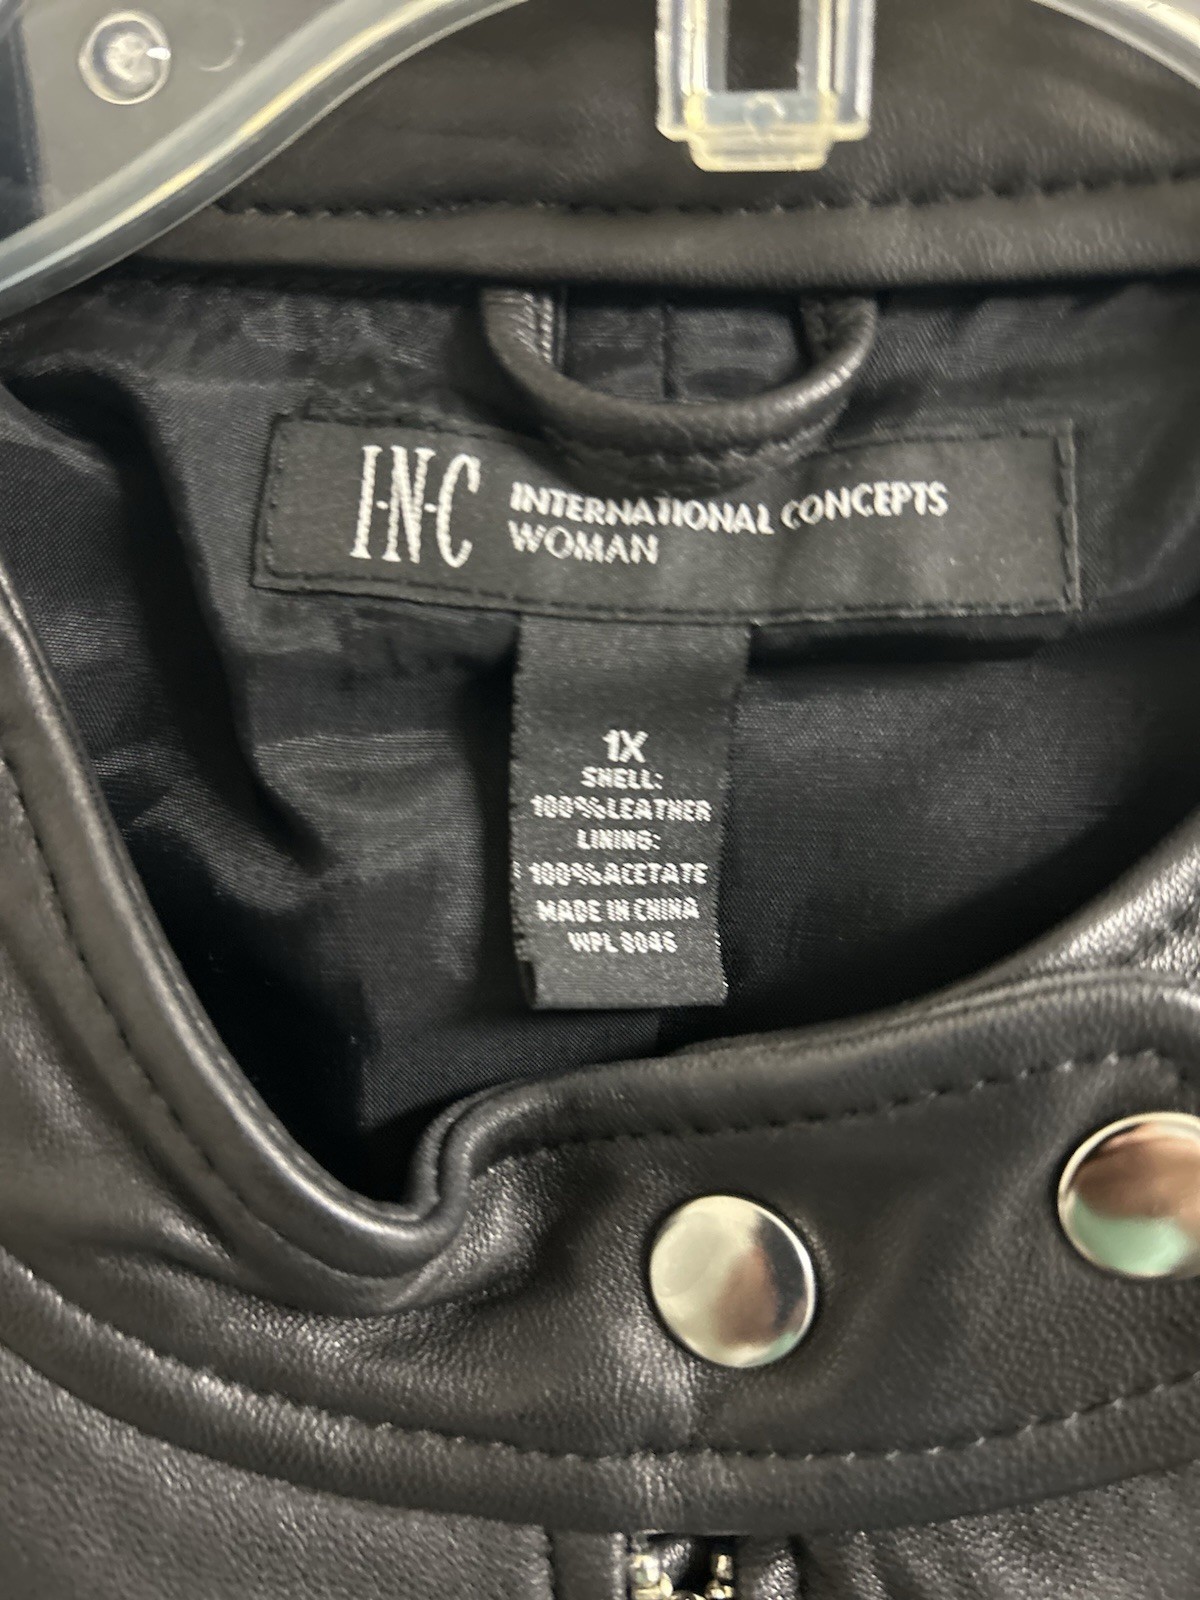 I·N·C INTERNATIONAL CONCEPTS
WOMAN
1X
SHELL:
100%LEATHER
LINING:
100%ACETATE
MADE IN CHINA
WPL 8046